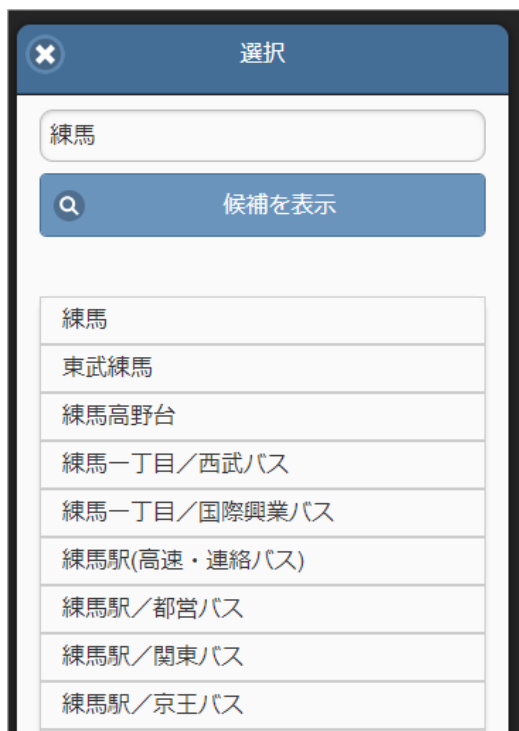 選択
練馬
候補を表示
練馬
東武練馬
練馬高野台
練馬一丁目／西武バス
練馬一丁目／国際興業バス
練馬駅(高速・連絡バス)
練馬駅／都営バス
練馬駅／関東バス
練馬駅／京王バス